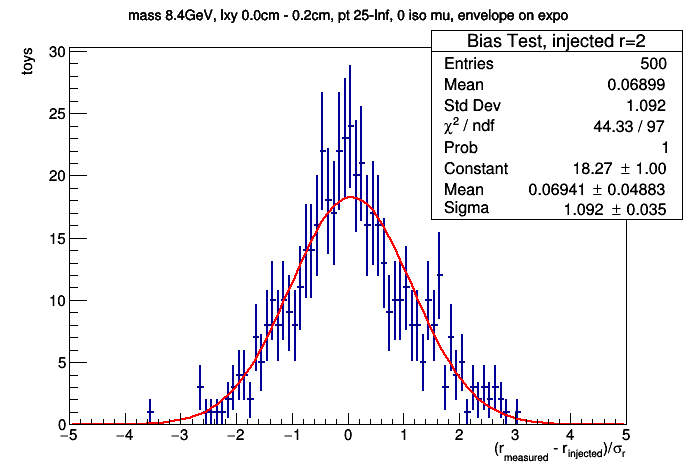 mass 8.4GeV, lxy 0.0cm - 0.2cm, pt 25-Inf, 0 iso mu, envelope on expo
Bias Test, injected r=2
Entries 500
Mean 0.06899
Std Dev 1.092
χ² / ndf 44.33 / 97
Prob 1
Constant 18.27 ± 1.00
Mean 0.06941 ± 0.04883
Sigma 1.092 ± 0.035
toys
30
25
20
15
10
5
0
−5 −4 −3 −2 −1 0 1 2 3 4 5
(r_measured - r_injected)/σ_r